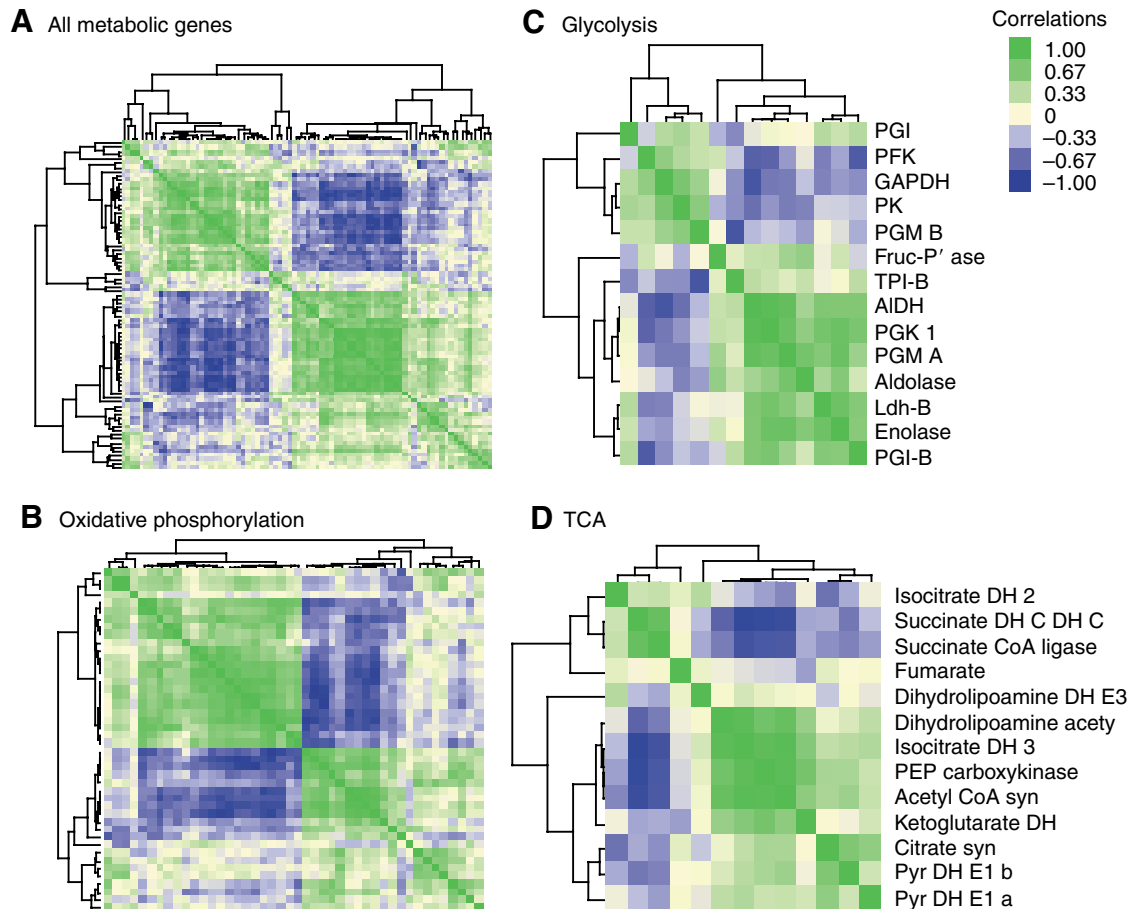 A All metabolic genes
C Glycolysis
Correlations
1.00
0.67
0.33
0
−0.33
−0.67
−1.00
PGI
PFK
GAPDH
PK
PGM B
Fruc-P′ ase
TPI-B
AlDH
PGK 1
PGM A
Aldolase
Ldh-B
Enolase
PGI-B
B Oxidative phosphorylation
D TCA
Isocitrate DH 2
Succinate DH C DH C
Succinate CoA ligase
Fumarate
Dihydrolipoamine DH E3
Dihydrolipoamine acety
Isocitrate DH 3
PEP carboxykinase
Acetyl CoA syn
Ketoglutarate DH
Citrate syn
Pyr DH E1 b
Pyr DH E1 a